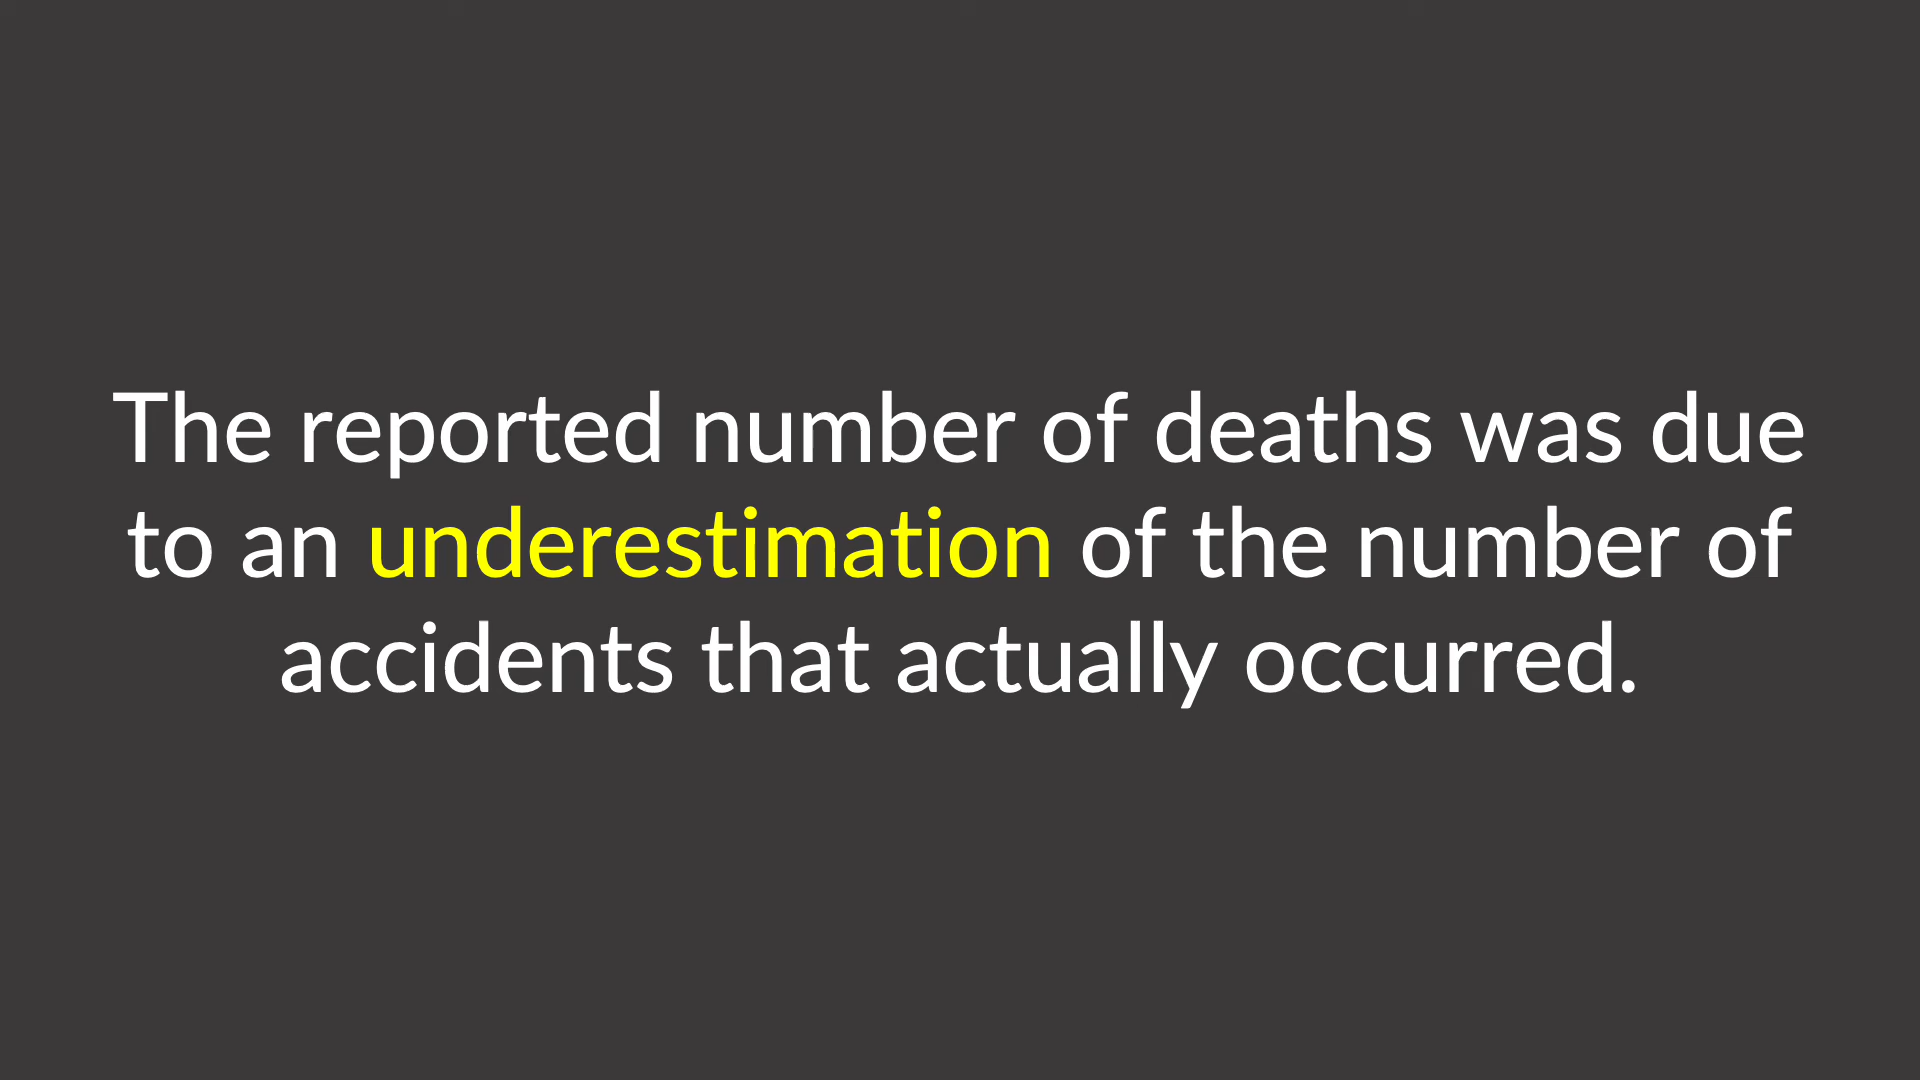 The reported number of deaths was due
to an underestimation of the number of
accidents that actually occurred.